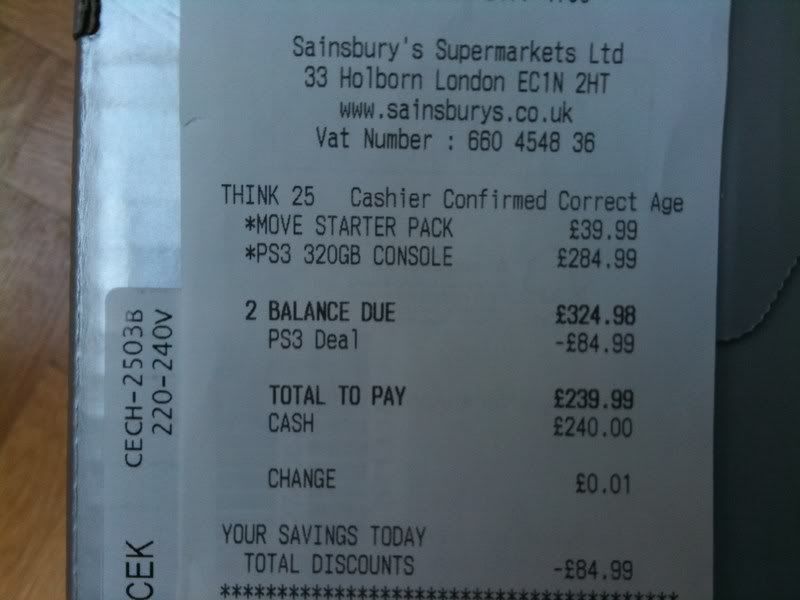 Sainsbury's Supermarkets Ltd
33 Holborn London EC1N 2HT
www.sainsburys.co.uk
Vat Number : 660 4548 36
THINK 25 Cashier Confirmed Correct Age
*MOVE STARTER PACK £39.99
*PS3 320GB CONSOLE £284.99
2 BALANCE DUE £324.98
PS3 Deal -£84.99
TOTAL TO PAY £239.99
CASH £240.00
CHANGE £0.01
YOUR SAVINGS TODAY
TOTAL DISCOUNTS -£84.99
*****************************************
CECH-2503B
220-240V
CEK